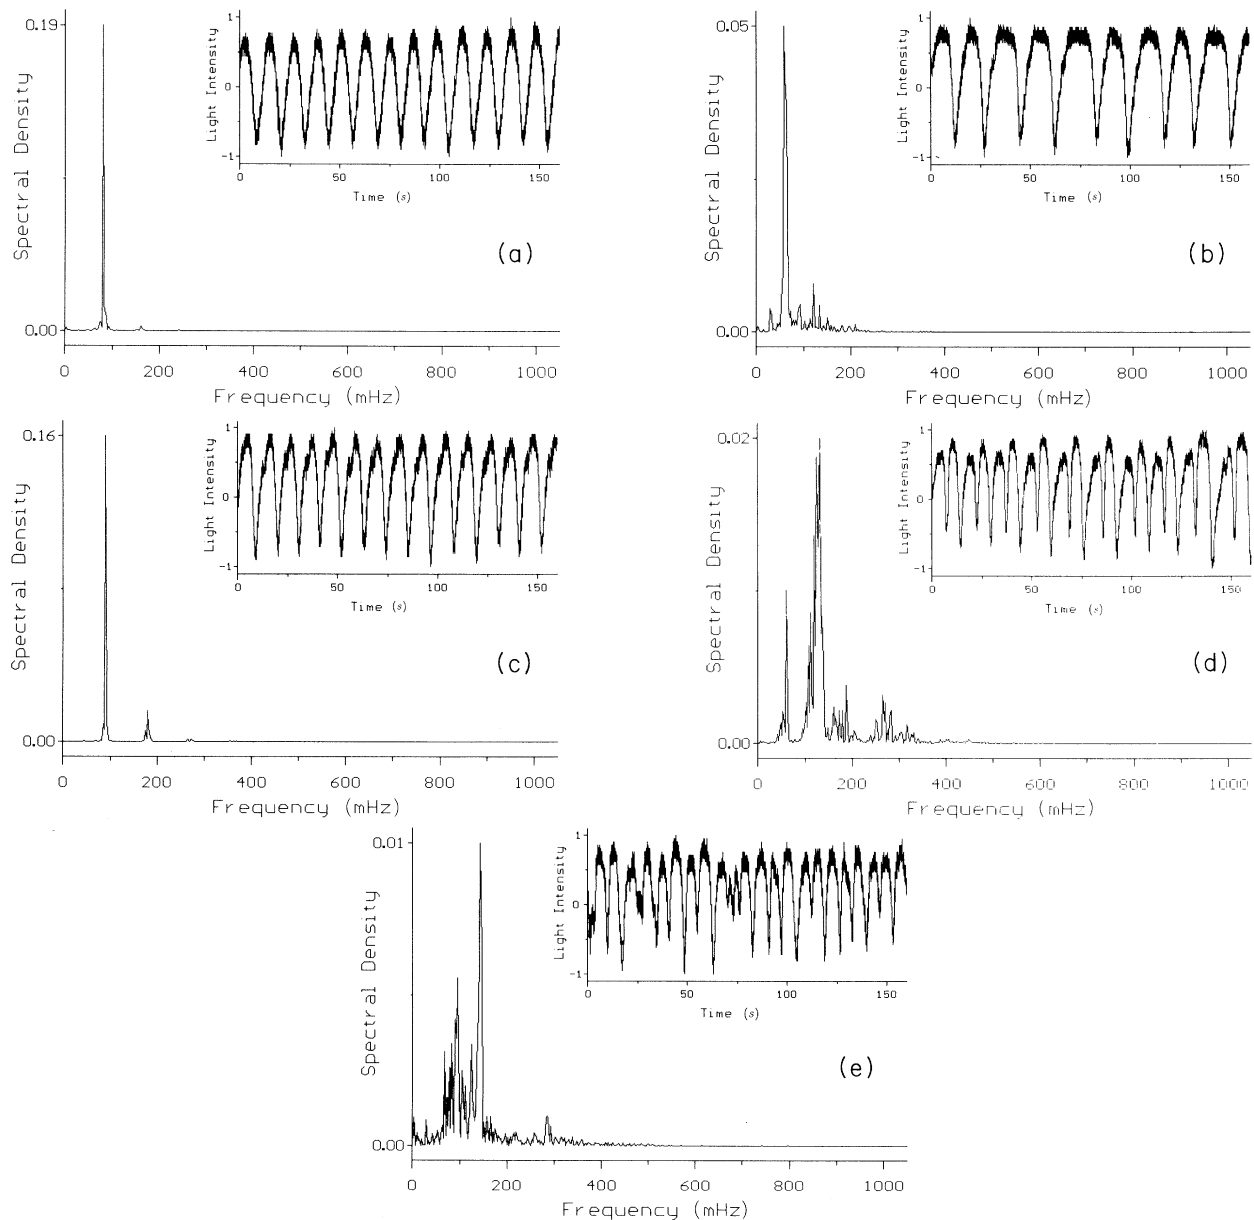 0.19
Spectral Density
0.00
0 200 400 600 800 1000
Frequency (mHz)
1
Light Intensity
0
-1
0 50 100 150
Time (s)
(a)
0.05
Spectral Density
0.00
0 200 400 600 800 1000
Frequency (mHz)
1
Light Intensity
0
-1
0 50 100 150
Time (s)
(b)
0.16
Spectral Density
0.00
0 200 400 600 800 1000
Frequency (mHz)
1
Light Intensity
0
-1
0 50 100 150
Time (s)
(c)
0.02
Spectral Density
0.00
0 200 400 600 800 1000
Frequency (mHz)
1
Light Intensity
0
-1
0 50 100 150
Time (s)
(d)
0.01
Spectral Density
0.00
0 200 400 600 800 1000
Frequency (mHz)
1
Light Intensity
0
-1
0 50 100 150
Time (s)
(e)